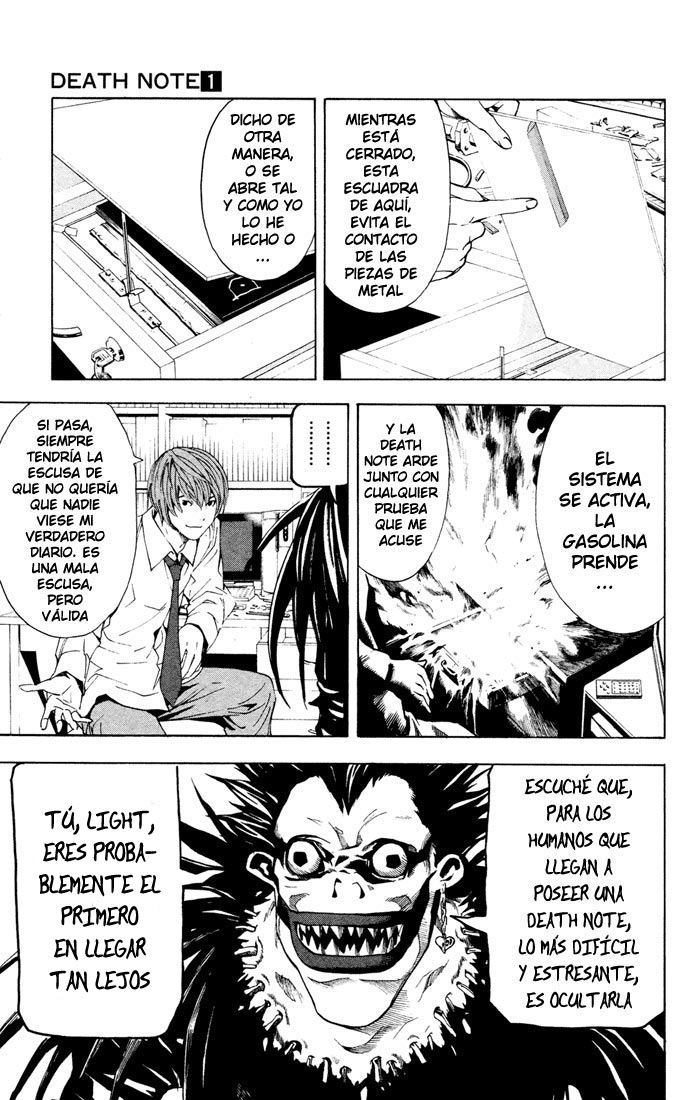 DEATH NOTE 1
MIENTRAS
ESTÁ
CERRADO,
ESTA
ESCUADRA
DE AQUÍ,
EVITA EL
CONTACTO
DE LAS
PIEZAS DE
METAL
DICHO DE
OTRA
MANERA,
O SE
ABRE TAL
Y COMO YO
LO HE
HECHO O
...
EL
SISTEMA
SE ACTIVA,
LA
GASOLINA
PRENDE
...
Y LA
DEATH
NOTE ARDE
JUNTO CON
CUALQUIER
PRUEBA
QUE ME
ACUSE
.........
SI PASA,
SIEMPRE
TENDRÍA LA
ESCUSA DE
QUE NO QUERÍA
QUE NADIE
VIESE MI
VERDADERO
DIARIO. ES
UNA MALA
ESCUSA,
PERO
VÁLIDA
ESCUCHÉ QUE,
PARA LOS
HUMANOS QUE
LLEGAN A
POSEER UNA
DEATH NOTE,
LO MÁS DIFÍCIL
Y ESTRESANTE,
ES OCULTARLA
TÚ, LIGHT,
ERES PROBA-
BLEMENTE EL
PRIMERO
EN LLEGAR
TAN LEJOS